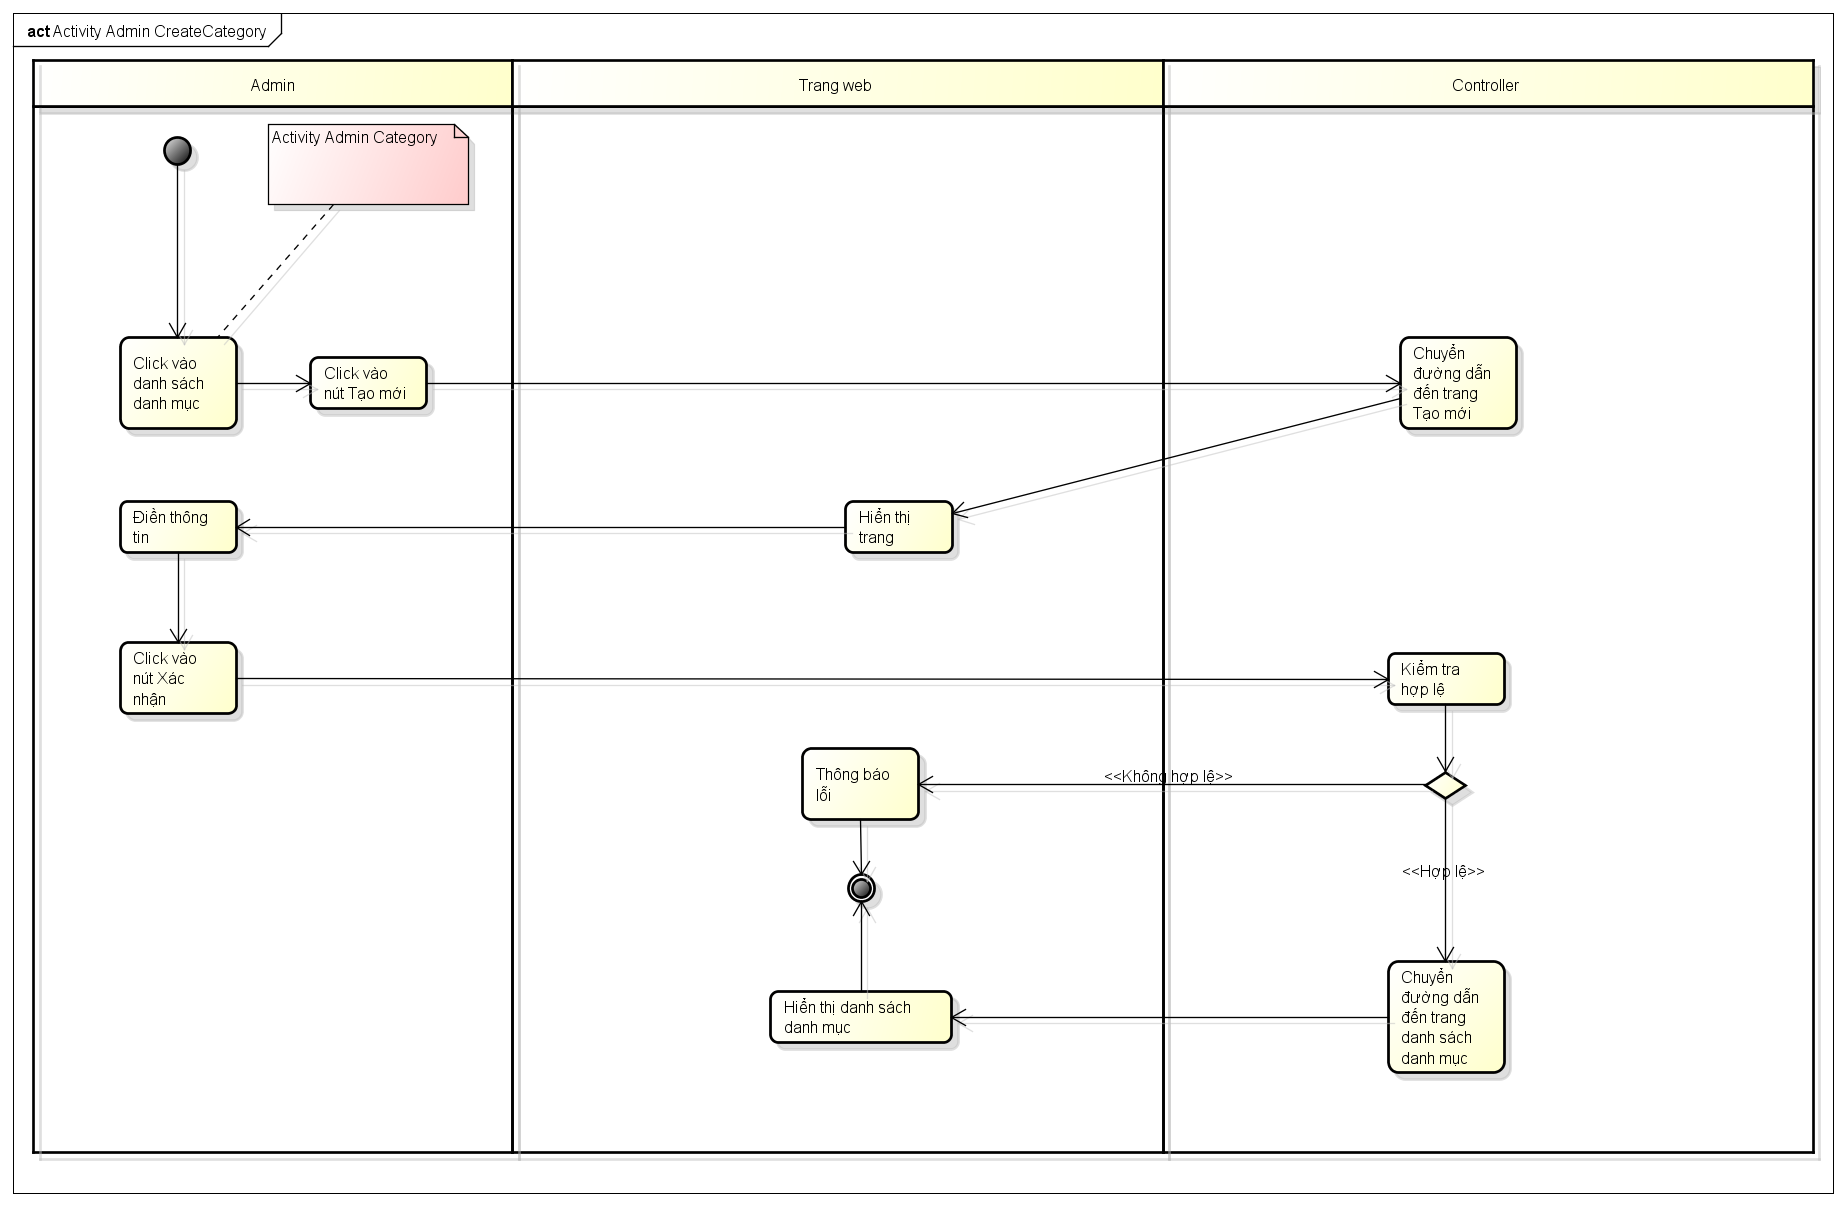 act Activity Admin CreateCategory
Admin
Trang web
Controller
Activity Admin Category
Click vào
danh sách
danh mục
Click vào
nút Tạo mới
Chuyển
đường dẫn
đến trang
Tạo mới
Điền thông
tin
Hiển thị
trang
Click vào
nút Xác
nhận
Kiểm tra
hợp lệ
Thông báo
lỗi
<<Không hợp lệ>>
<<Hợp lệ>>
Hiển thị danh sách
danh mục
Chuyển
đường dẫn
đến trang
danh sách
danh mục